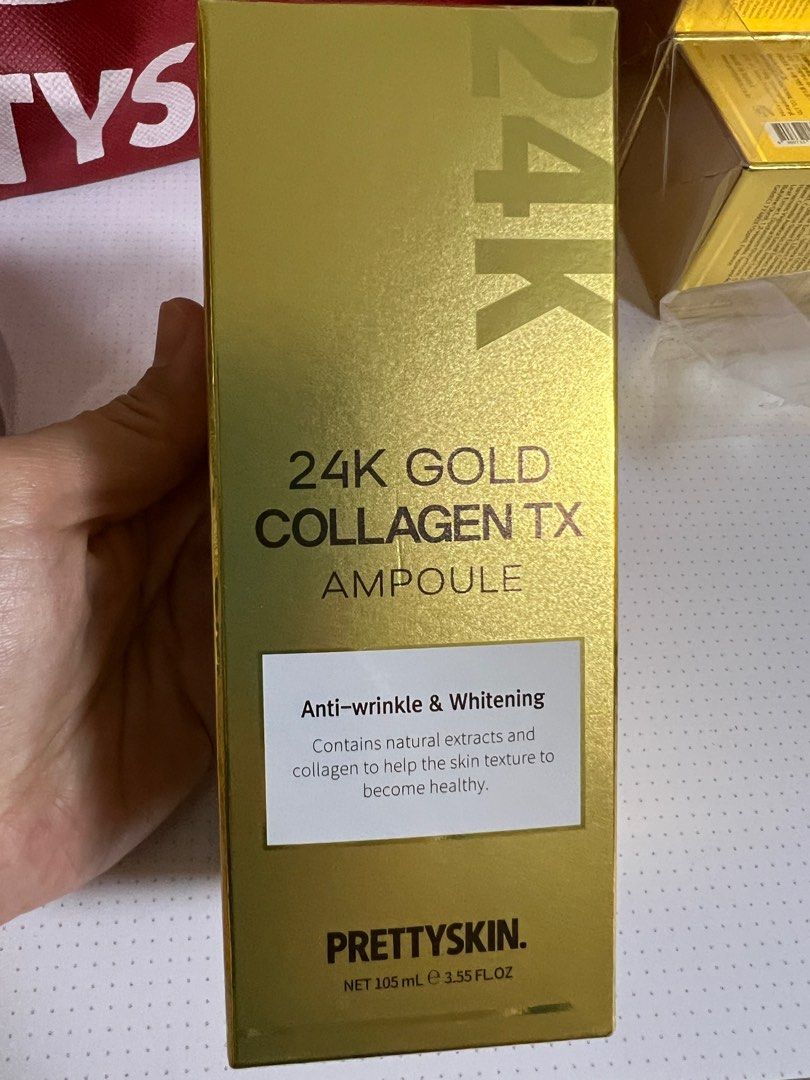 TYS
24K
24K GOLD
COLLAGEN TX
AMPOULE
Anti-wrinkle & Whitening
Contains natural extracts and
collagen to help the skin texture to
become healthy.
PRETTYSKIN.
NET 105 mL ℮ 3.55 FL.OZ